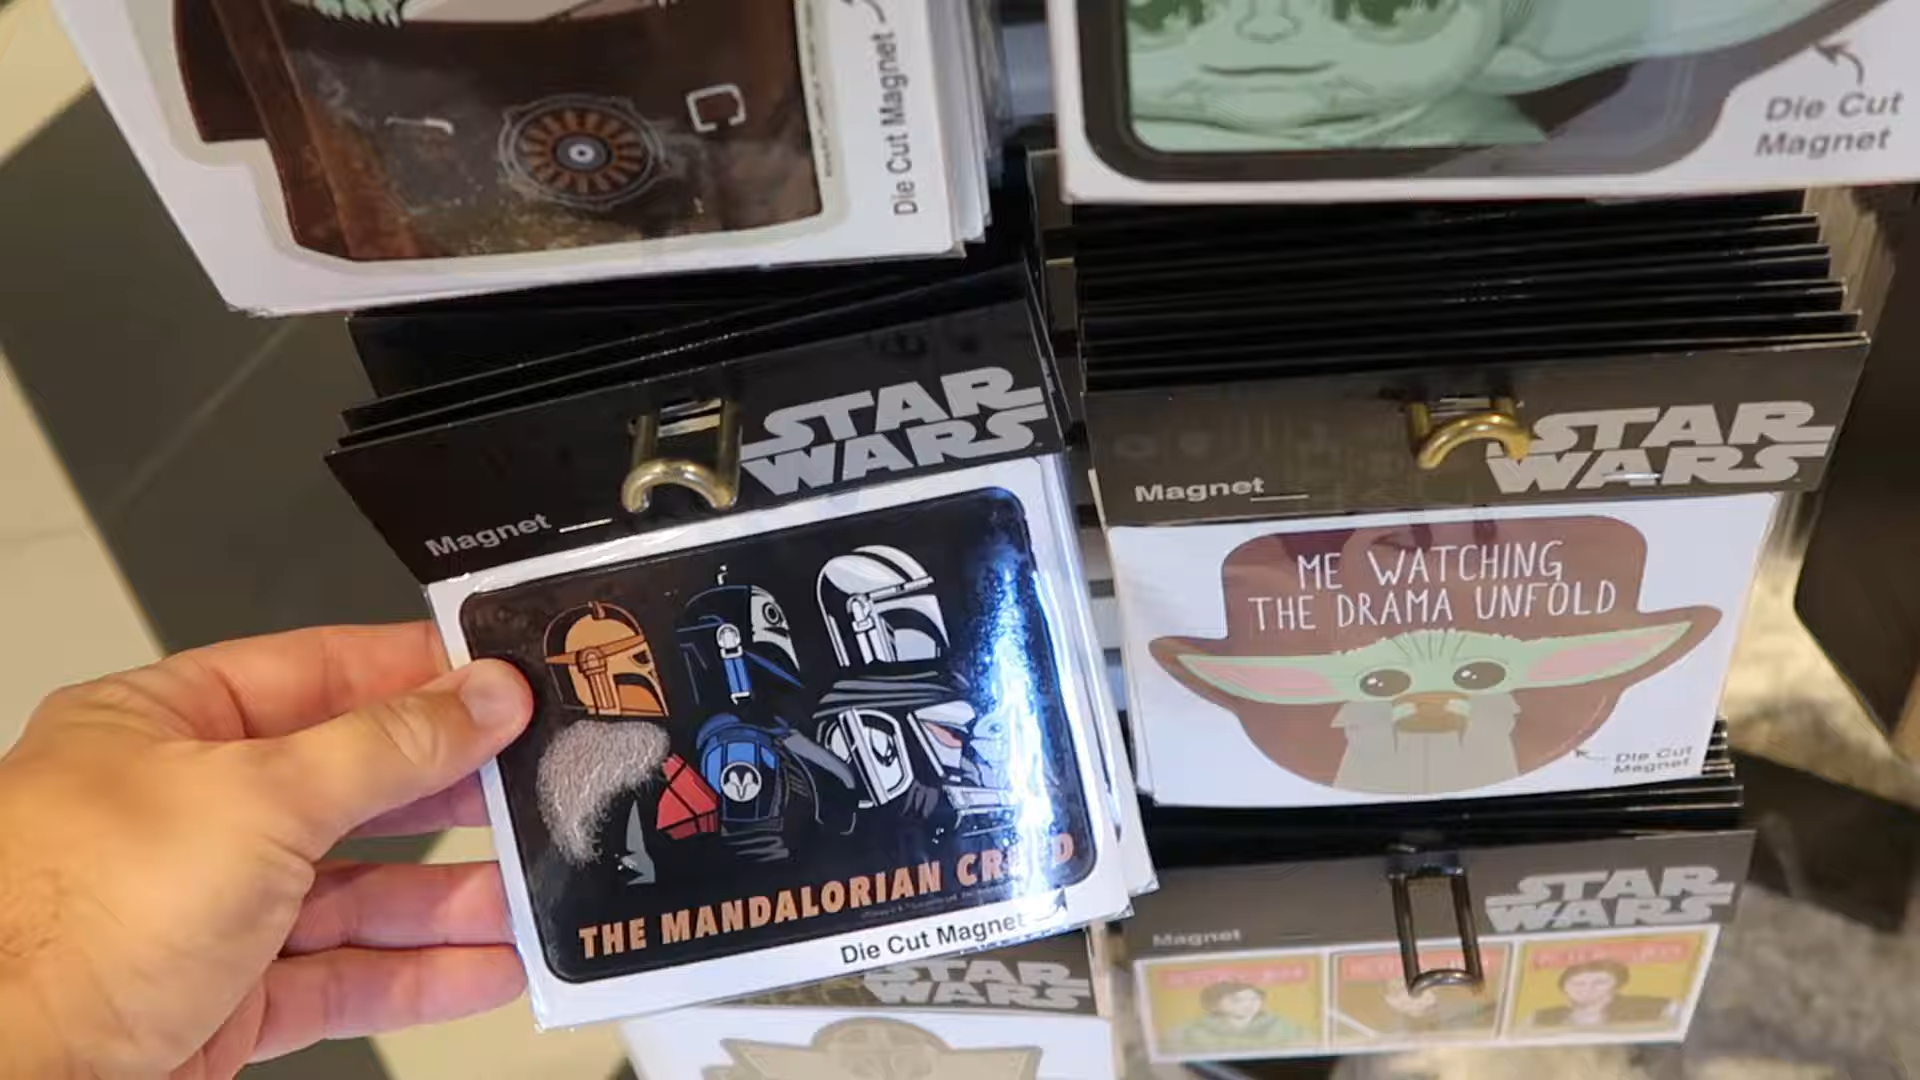 Die Cut Magnet
Die Cut
Magnet
STAR
WARS
Magnet
THE MANDALORIAN CREED
Die Cut Magnet
STAR
WARS
Magnet
ME WATCHING
THE DRAMA UNFOLD
Die Cut
Magnet
STAR
WARS
STAR
WARS
Magnet